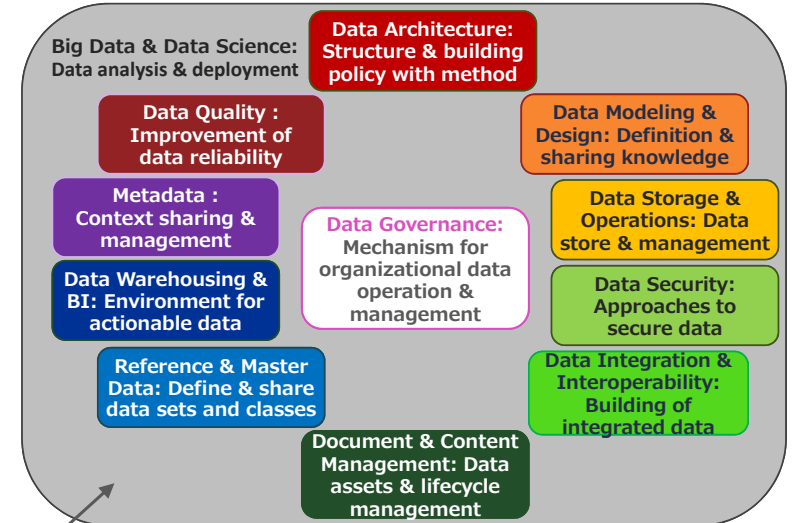 Big Data & Data Science:
Data analysis & deployment
Data Architecture:
Structure & building
policy with method
Data Quality :
Improvement of
data reliability
Data Modeling &
Design: Definition &
sharing knowledge
Metadata :
Context sharing &
management
Data Governance:
Mechanism for
organizational data
operation &
management
Data Storage &
Operations: Data
store & management
Data Warehousing &
BI: Environment for
actionable data
Data Security:
Approaches to
secure data
Reference & Master
Data: Define & share
data sets and classes
Data Integration &
Interoperability:
Building of
integrated data
Document & Content
Management: Data
assets & lifecycle
management